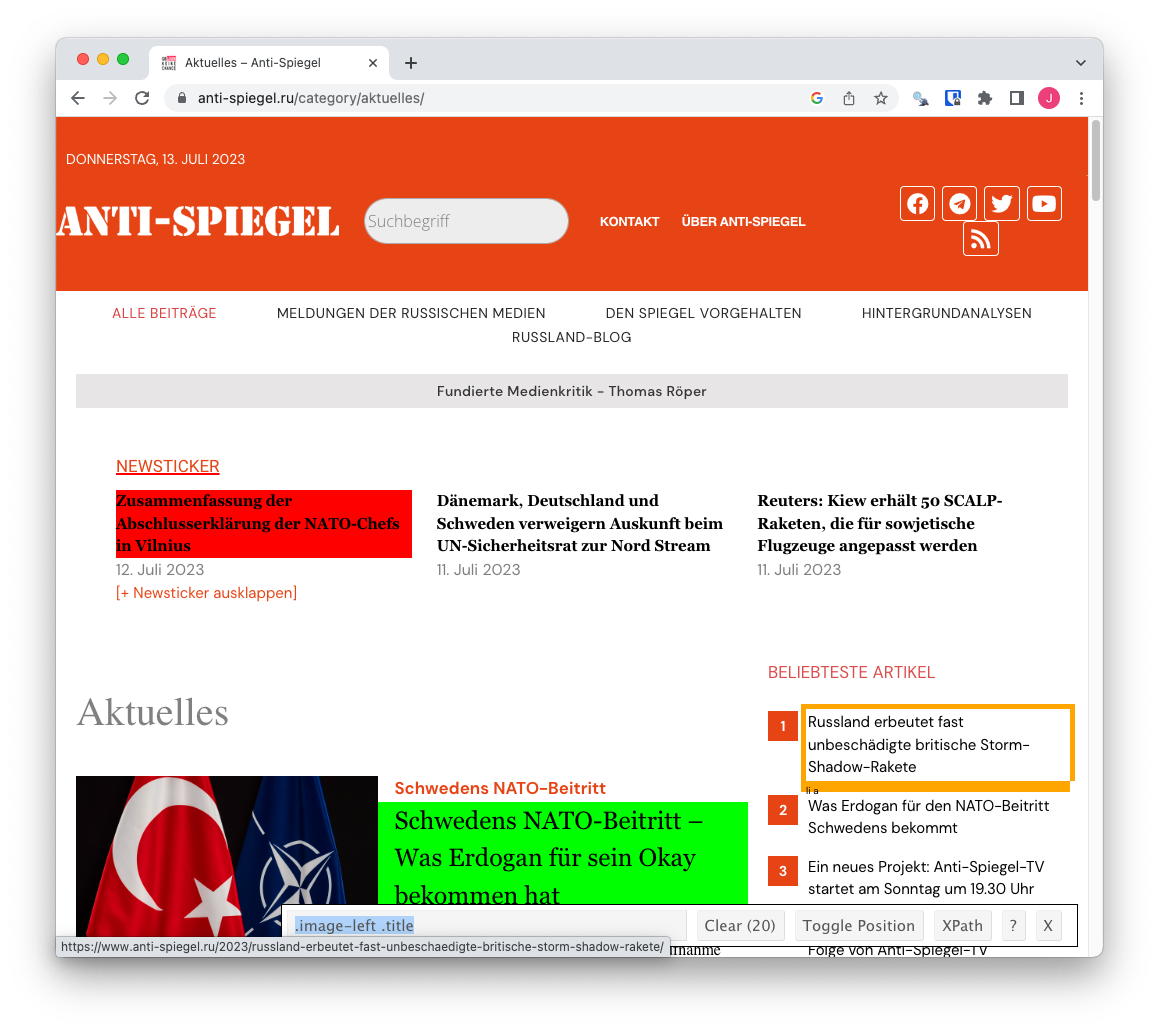 Aktuelles – Anti-Spiegel
anti-spiegel.ru/category/aktuelles/
J
DONNERSTAG, 13. JULI 2023
ANTI-SPIEGEL
Suchbegriff
KONTAKT
ÜBER ANTI-SPIEGEL
ALLE BEITRÄGE
MELDUNGEN DER RUSSISCHEN MEDIEN
DEN SPIEGEL VORGEHALTEN
HINTERGRUNDANALYSEN
RUSSLAND-BLOG
Fundierte Medienkritik - Thomas Röper
NEWSTICKER
Zusammenfassung der
Abschlusserklärung der NATO-Chefs
in Vilnius
12. Juli 2023
[+ Newsticker ausklappen]
Dänemark, Deutschland und
Schweden verweigern Auskunft beim
UN-Sicherheitsrat zur Nord Stream
11. Juli 2023
Reuters: Kiew erhält 50 SCALP-
Raketen, die für sowjetische
Flugzeuge angepasst werden
11. Juli 2023
Aktuelles
Schwedens NATO-Beitritt
Schwedens NATO-Beitritt –
Was Erdogan für sein Okay
bekommen hat
BELIEBTESTE ARTIKEL
1
Russland erbeutet fast
unbeschädigte britische Storm-
Shadow-Rakete
li a
2
Was Erdogan für den NATO-Beitritt
Schwedens bekommt
3
Ein neues Projekt: Anti-Spiegel-TV
startet am Sonntag um 19.30 Uhr
.image-left .title
Clear (20)
Toggle Position
XPath
?
X
https://www.anti-spiegel.ru/2023/russland-erbeutet-fast-unbeschaedigte-britische-storm-shadow-rakete/
Folge von Anti-Spiegel-TV